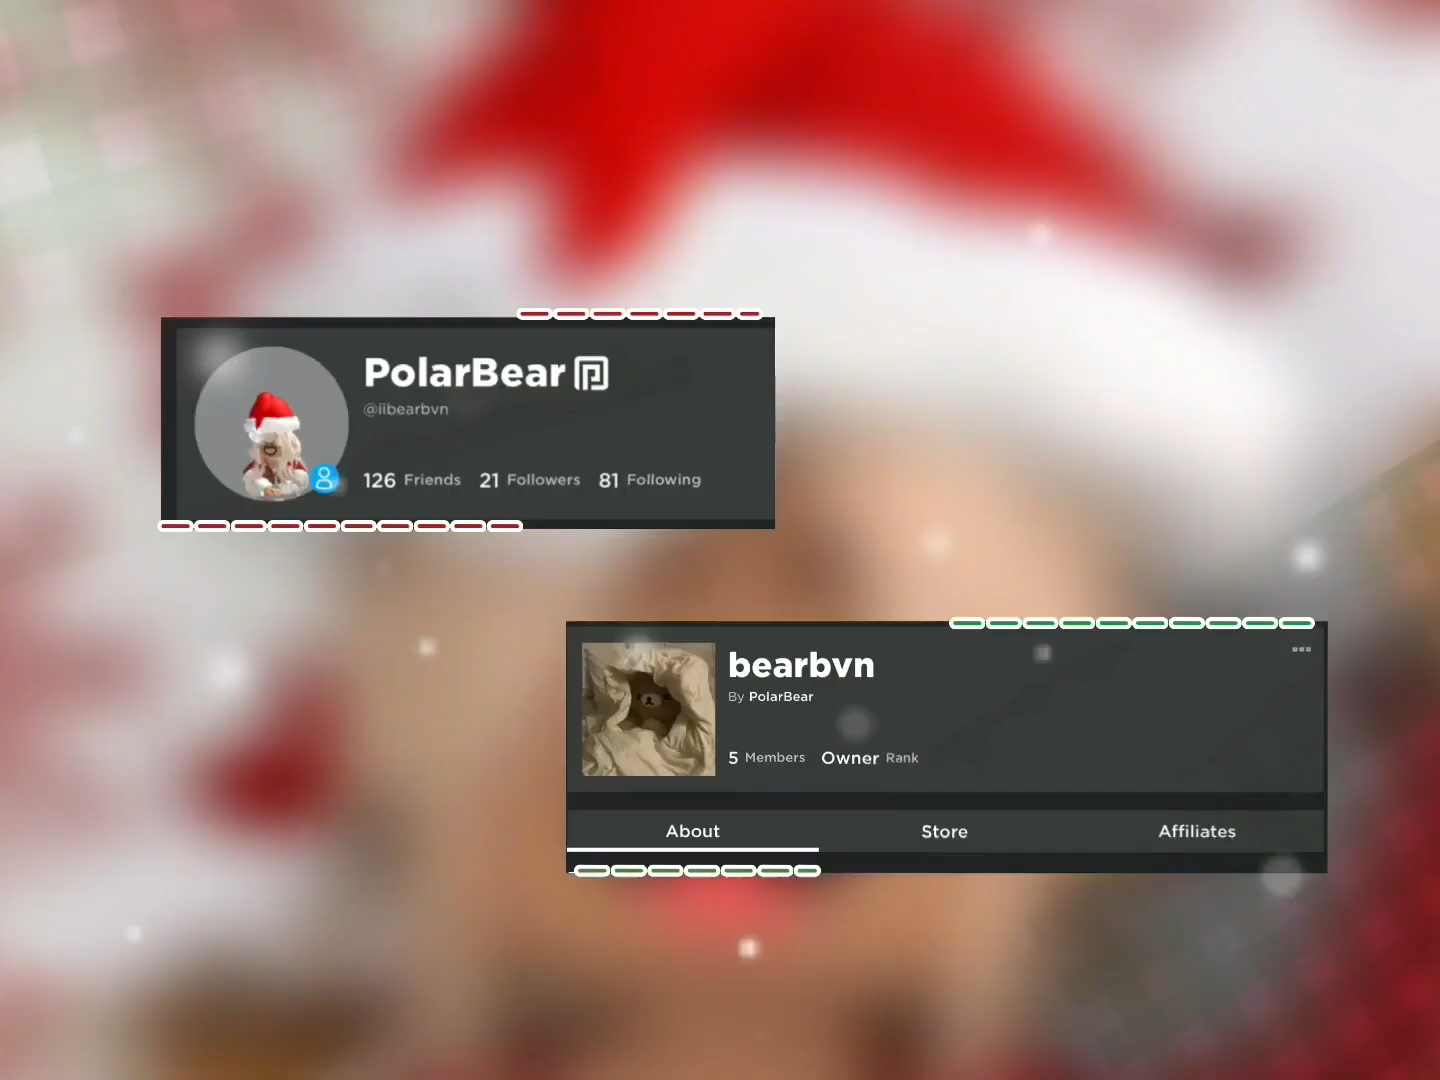 PolarBear
@iibearbvn
126 Friends 21 Followers 81 Following
bearbvn
By PolarBear
5 Members Owner Rank
About Store Affiliates